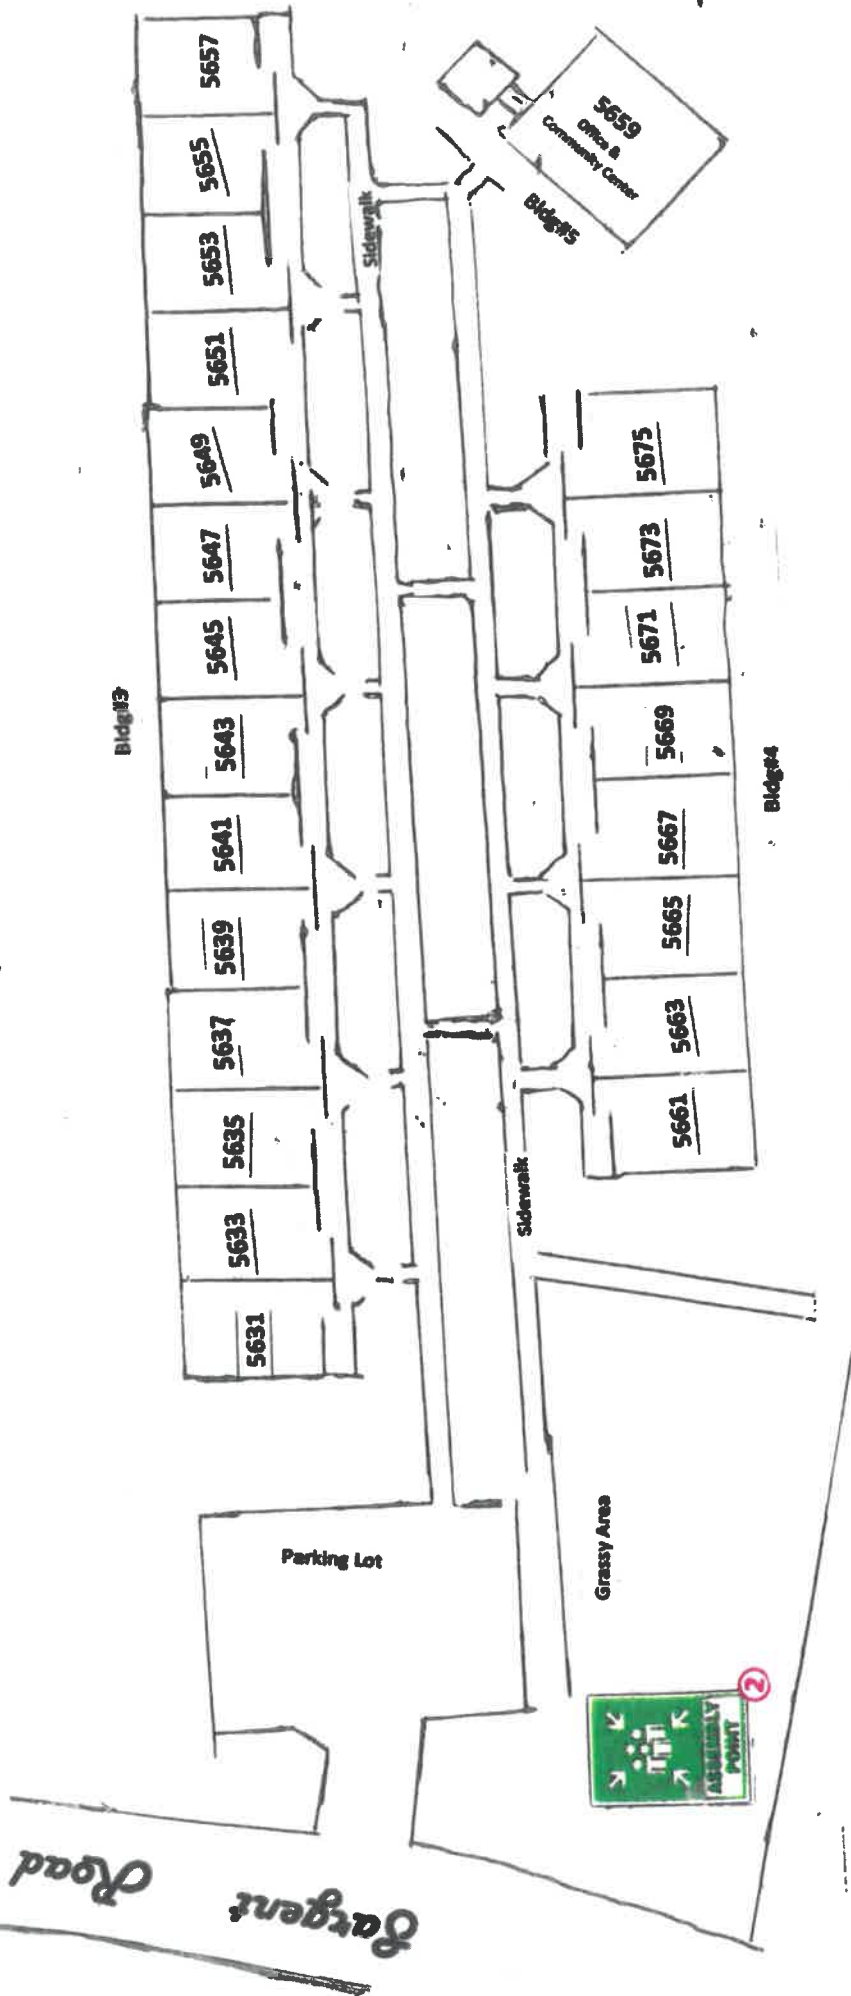 Bldg#3
5631
5633
5635
5637
5639
5641
5643
5645
5647
5649
5651
5653
5655
5657
Sidewalk
5659
Office &
Community Center
Bldg#5
Parking Lot
Sidewalk
5661
5663
5665
5667
5669
5671
5673
5675
Bldg#4
Grassy Area
ASSEMBLY
POINT
2
Sargent Road